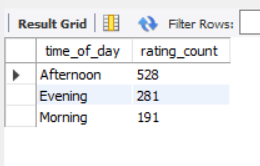 Result Grid Filter Rows:
time_of_day rating_count
Afternoon 528
Evening 281
Morning 191